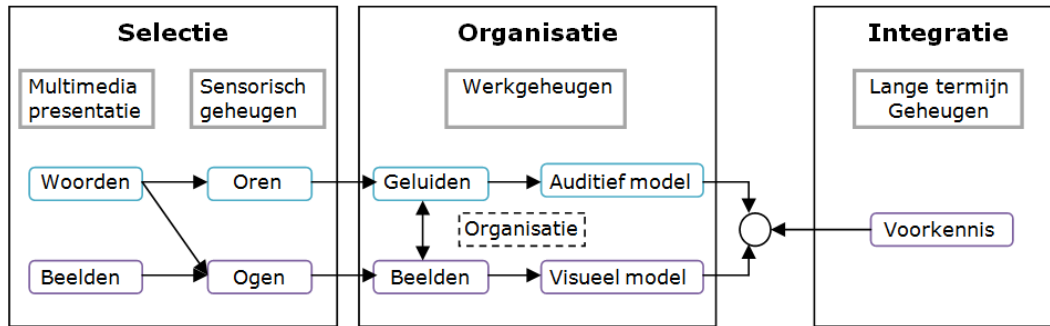 Selectie
Organisatie
Integratie
Multimedia
presentatie
Sensorisch
geheugen
Werkgeheugen
Lange termijn
Geheugen
Woorden
Oren
Geluiden
Auditief model
Organisatie
Voorkennis
Beelden
Ogen
Beelden
Visueel model